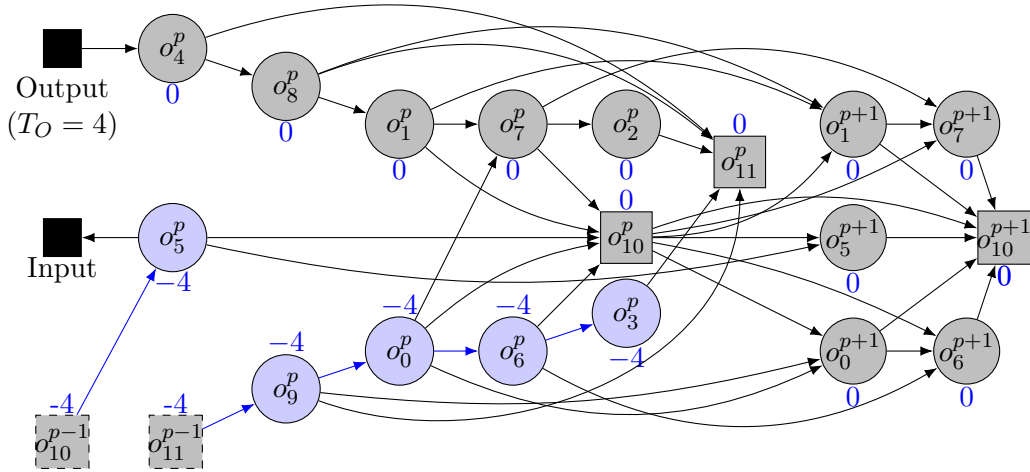 o_4^p
0
Output
(T_O = 4)
o_8^p
0
o_1^p
0
o_7^p
0
o_2^p
0
0
o_11^p
o_1^{p+1}
0
o_7^{p+1}
0
Input
o_5^p
−4
0
o_10^p
o_5^{p+1}
0
o_10^{p+1}
0
−4
o_9^p
−4
o_0^p
−4
o_6^p
o_3^p
−4
o_0^{p+1}
0
o_6^{p+1}
0
-4
o_10^{p−1}
-4
o_11^{p−1}